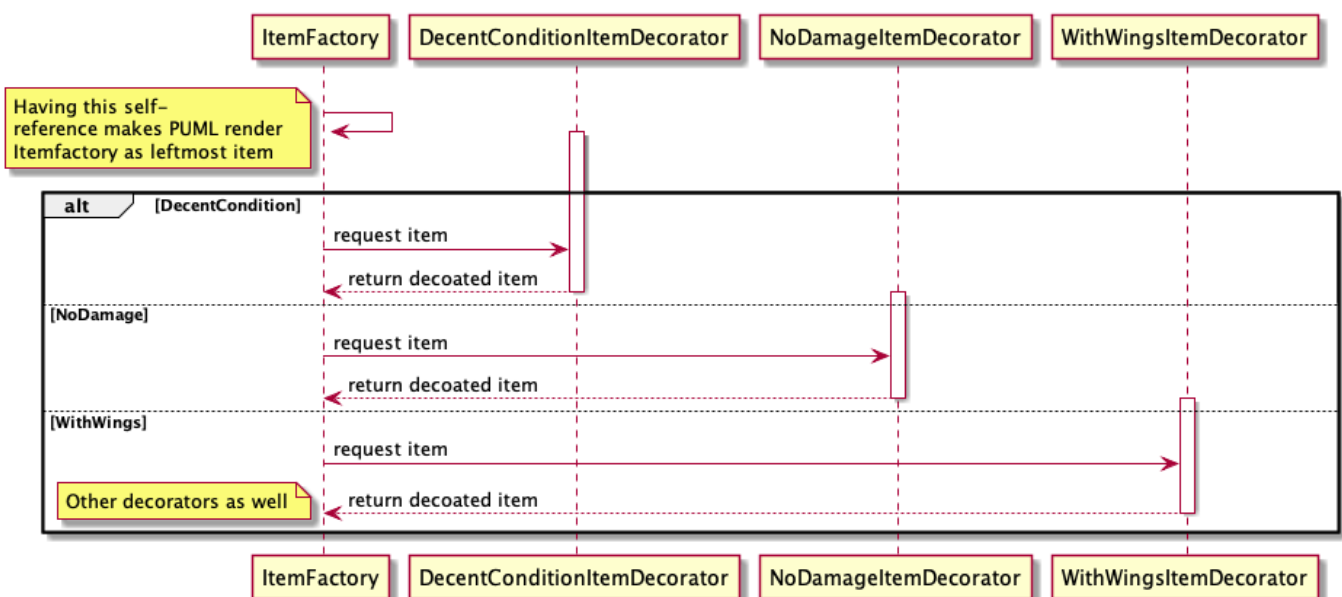 ItemFactory
DecentConditionItemDecorator
NoDamageItemDecorator
WithWingsItemDecorator
Having this self-
reference makes PUML render
Itemfactory as leftmost item
alt
[DecentCondition]
request item
return decoated item
[NoDamage]
request item
return decoated item
[WithWings]
request item
Other decorators as well
return decoated item
ItemFactory
DecentConditionItemDecorator
NoDamageItemDecorator
WithWingsItemDecorator